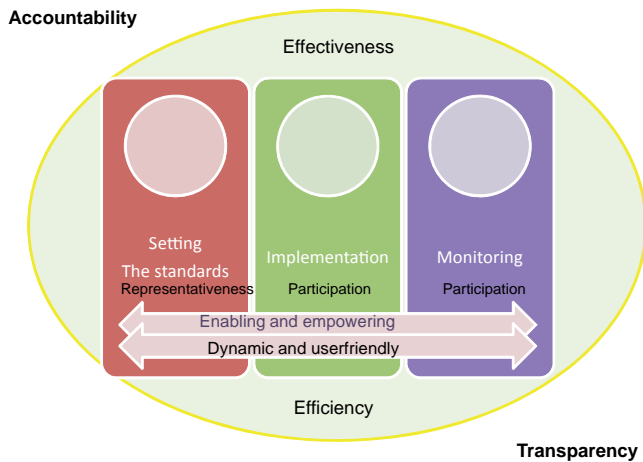 Accountability
Effectiveness
Setting
The standards
Representativeness
Implementation
Participation
Monitoring
Participation
Enabling and empowering
Dynamic and userfriendly
Efficiency
Transparency